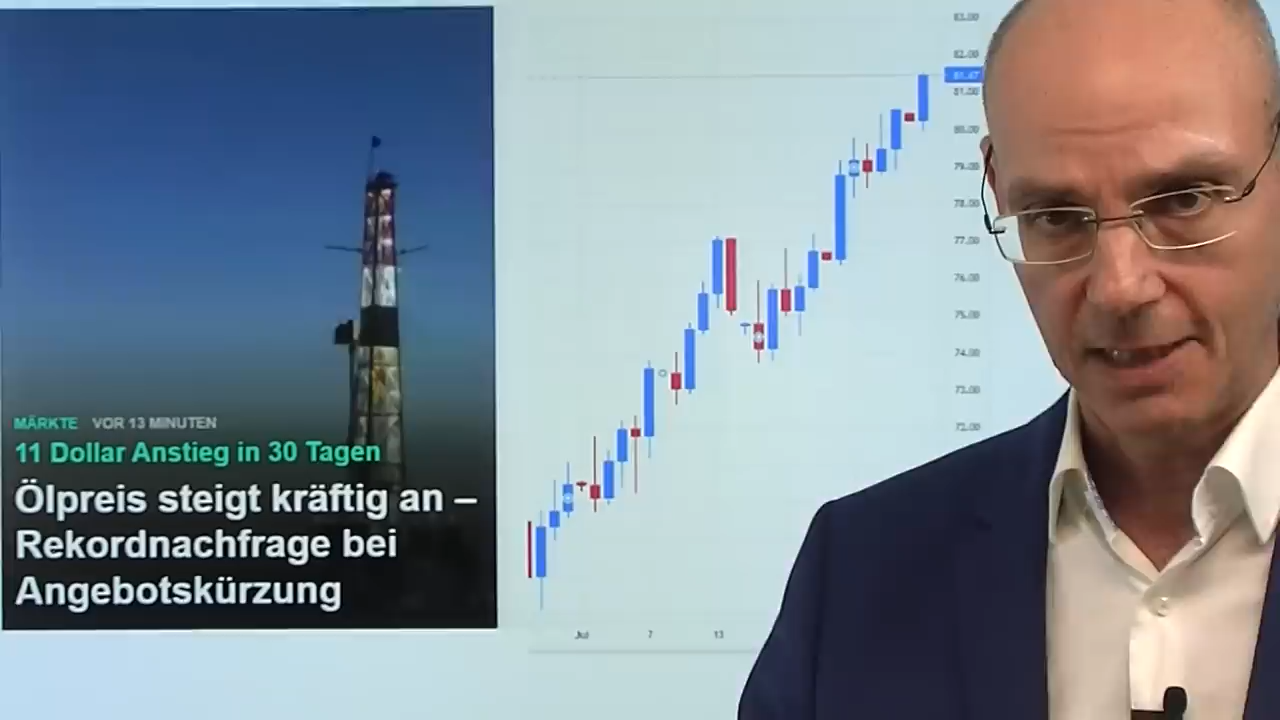 MÄRKTE VOR 13 MINUTEN
11 Dollar Anstieg in 30 Tagen
Ölpreis steigt kräftig an –
Rekordnachfrage bei
Angebotskürzung
83.00
82.00
81.47
81.00
80.00
79.00
78.00
77.00
76.00
75.00
74.00
73.00
72.00
Jul 7 13